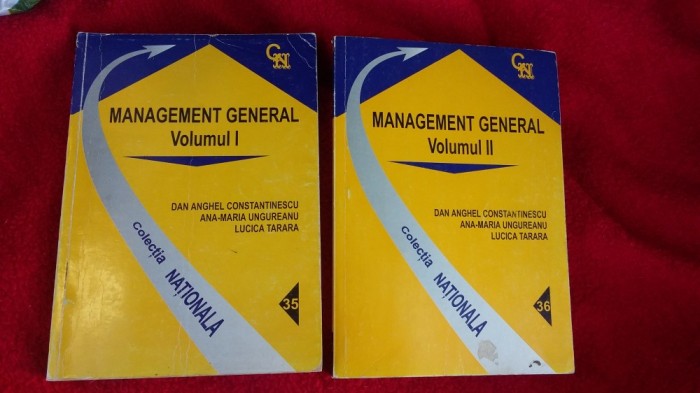 MANAGEMENT GENERAL
Volumul I
DAN ANGHEL CONSTANTINESCU
ANA-MARIA UNGUREANU
LUCICA TARARA
Colecția NAȚIONALA
35
MANAGEMENT GENERAL
Volumul II
DAN ANGHEL CONSTANTINESCU
ANA-MARIA UNGUREANU
LUCICA TARARA
Colecția NAȚIONALA
36